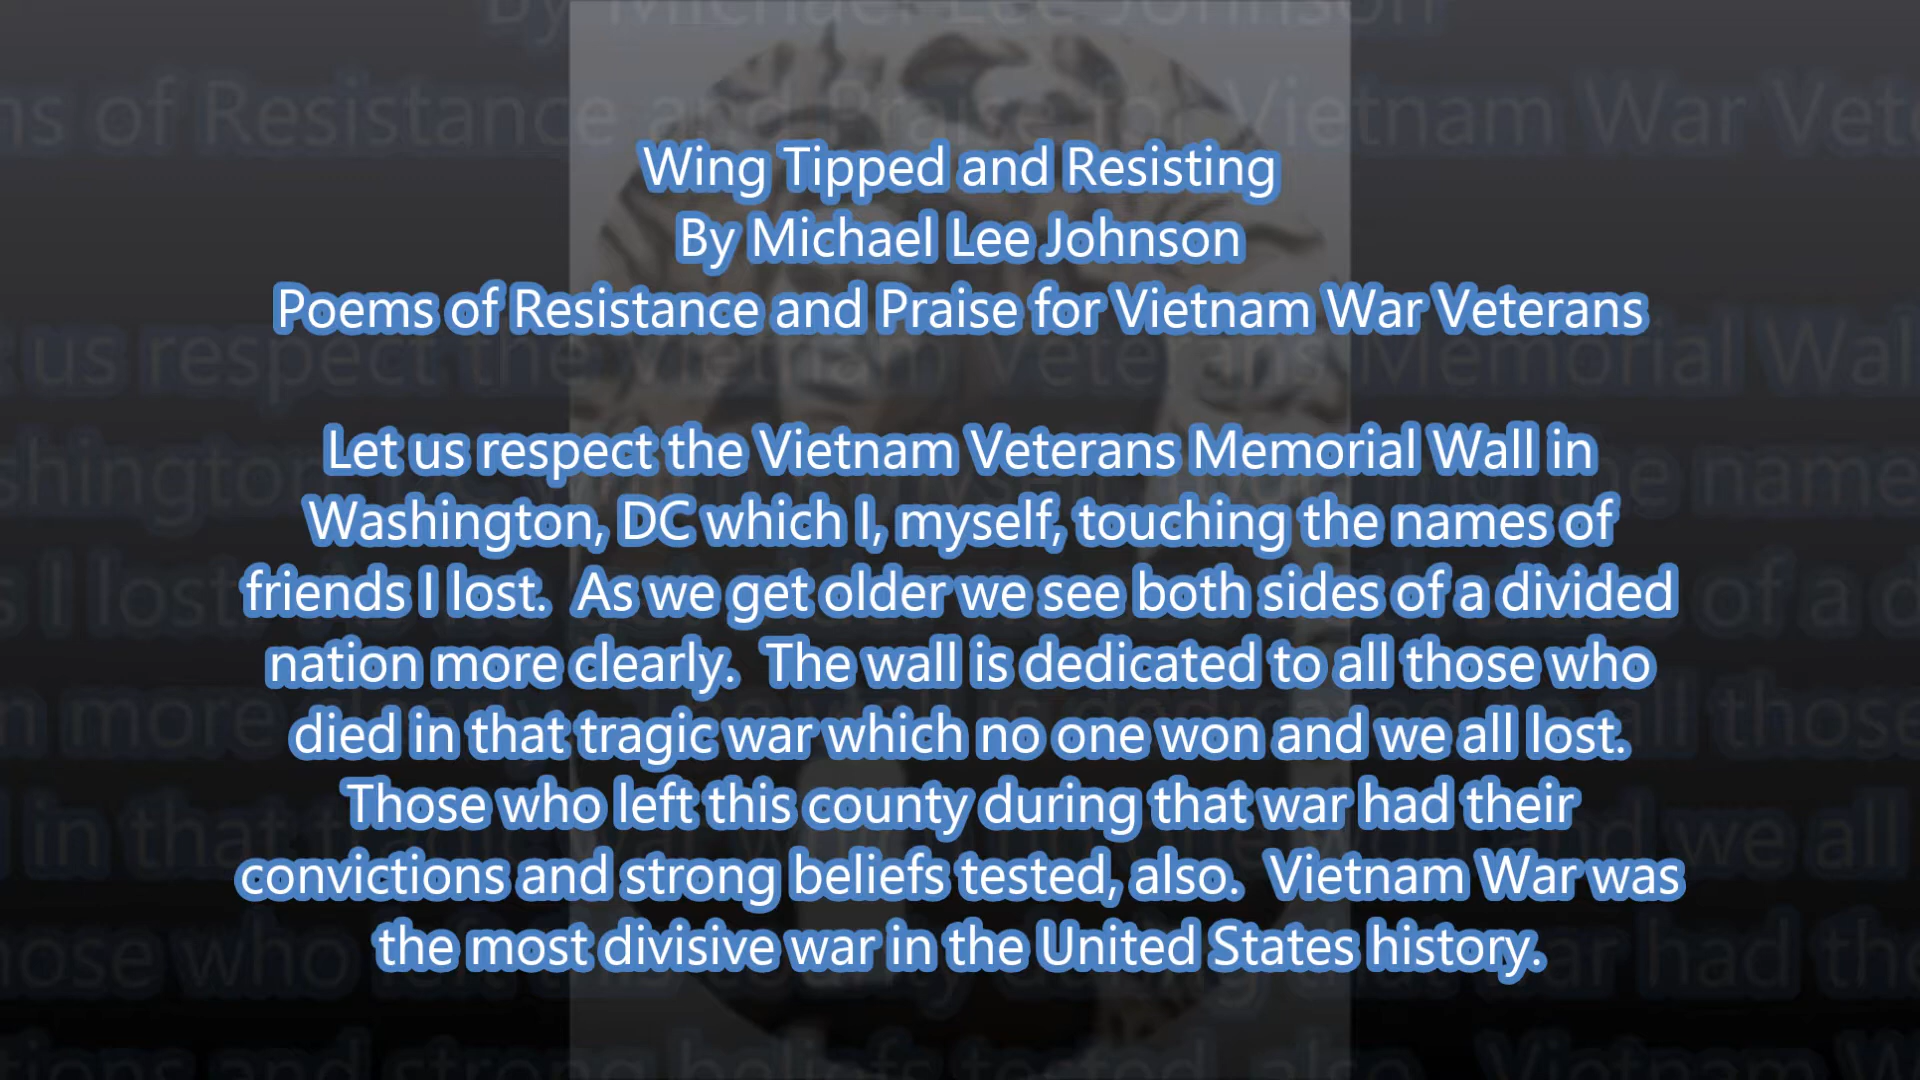 Wing Tipped and Resisting
By Michael Lee Johnson
Poems of Resistance and Praise for Vietnam War Veterans
Let us respect the Vietnam Veterans Memorial Wall in
Washington, DC which I, myself, touching the names of
friends I lost.  As we get older we see both sides of a divided
nation more clearly.  The wall is dedicated to all those who
died in that tragic war which no one won and we all lost.
Those who left this county during that war had their
convictions and strong beliefs tested, also.  Vietnam War was
the most divisive war in the United States history.